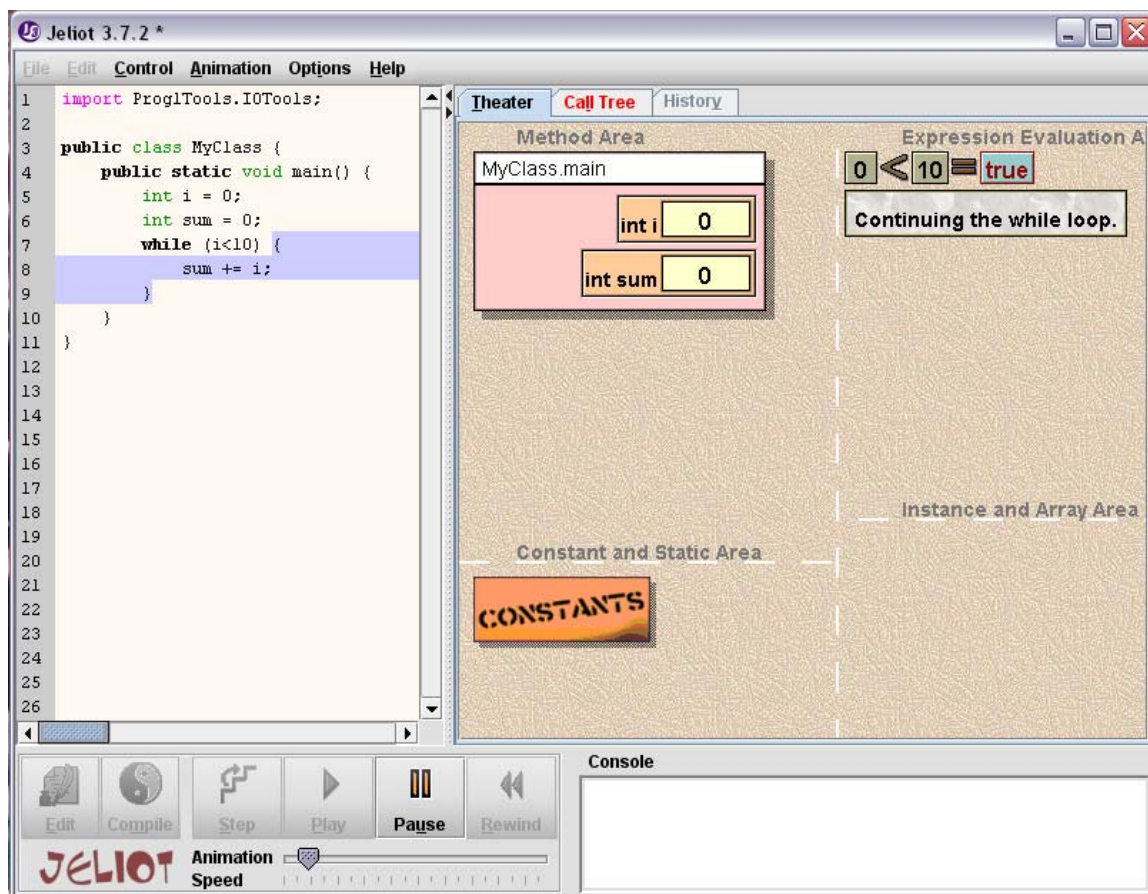 Jeliot 3.7.2 *
File Edit Control Animation Options Help
1 import Prog1Tools.IOTools;
2
3 public class MyClass {
4 public static void main() {
5 int i = 0;
6 int sum = 0;
7 while (i<10) {
8 sum += i;
9 }
10 }
11 }
12
13
14
15
16
17
18
19
20
21
22
23
24
25
26
Theater Call Tree History
Method Area
MyClass.main
int i 0
int sum 0
Expression Evaluation A
0 < 10 = true
Continuing the while loop.
Constant and Static Area
CONSTANTS
Instance and Array Area
Edit Compile Step Play Pause Rewind
JELIOT
Animation
Speed
Console